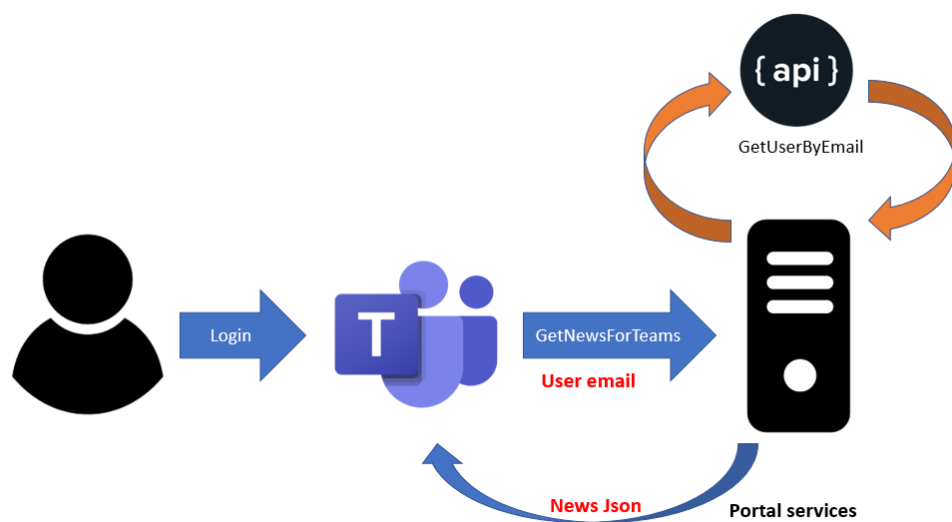 { api }
GetUserByEmail
Login
T
GetNewsForTeams
User email
News Json
Portal services